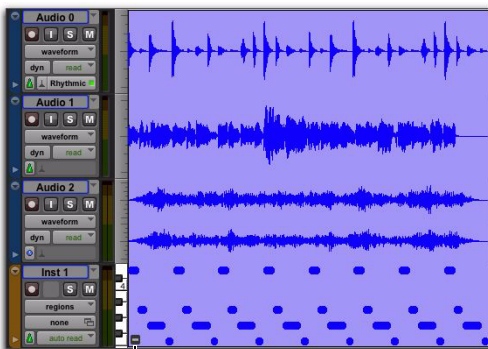 Audio 0
I S M
waveform
dyn read
Rhythmic
Audio 1
I S M
waveform
dyn read
Audio 2
I S M
waveform
dyn read
Inst 1
S M
regions
none
auto read
4